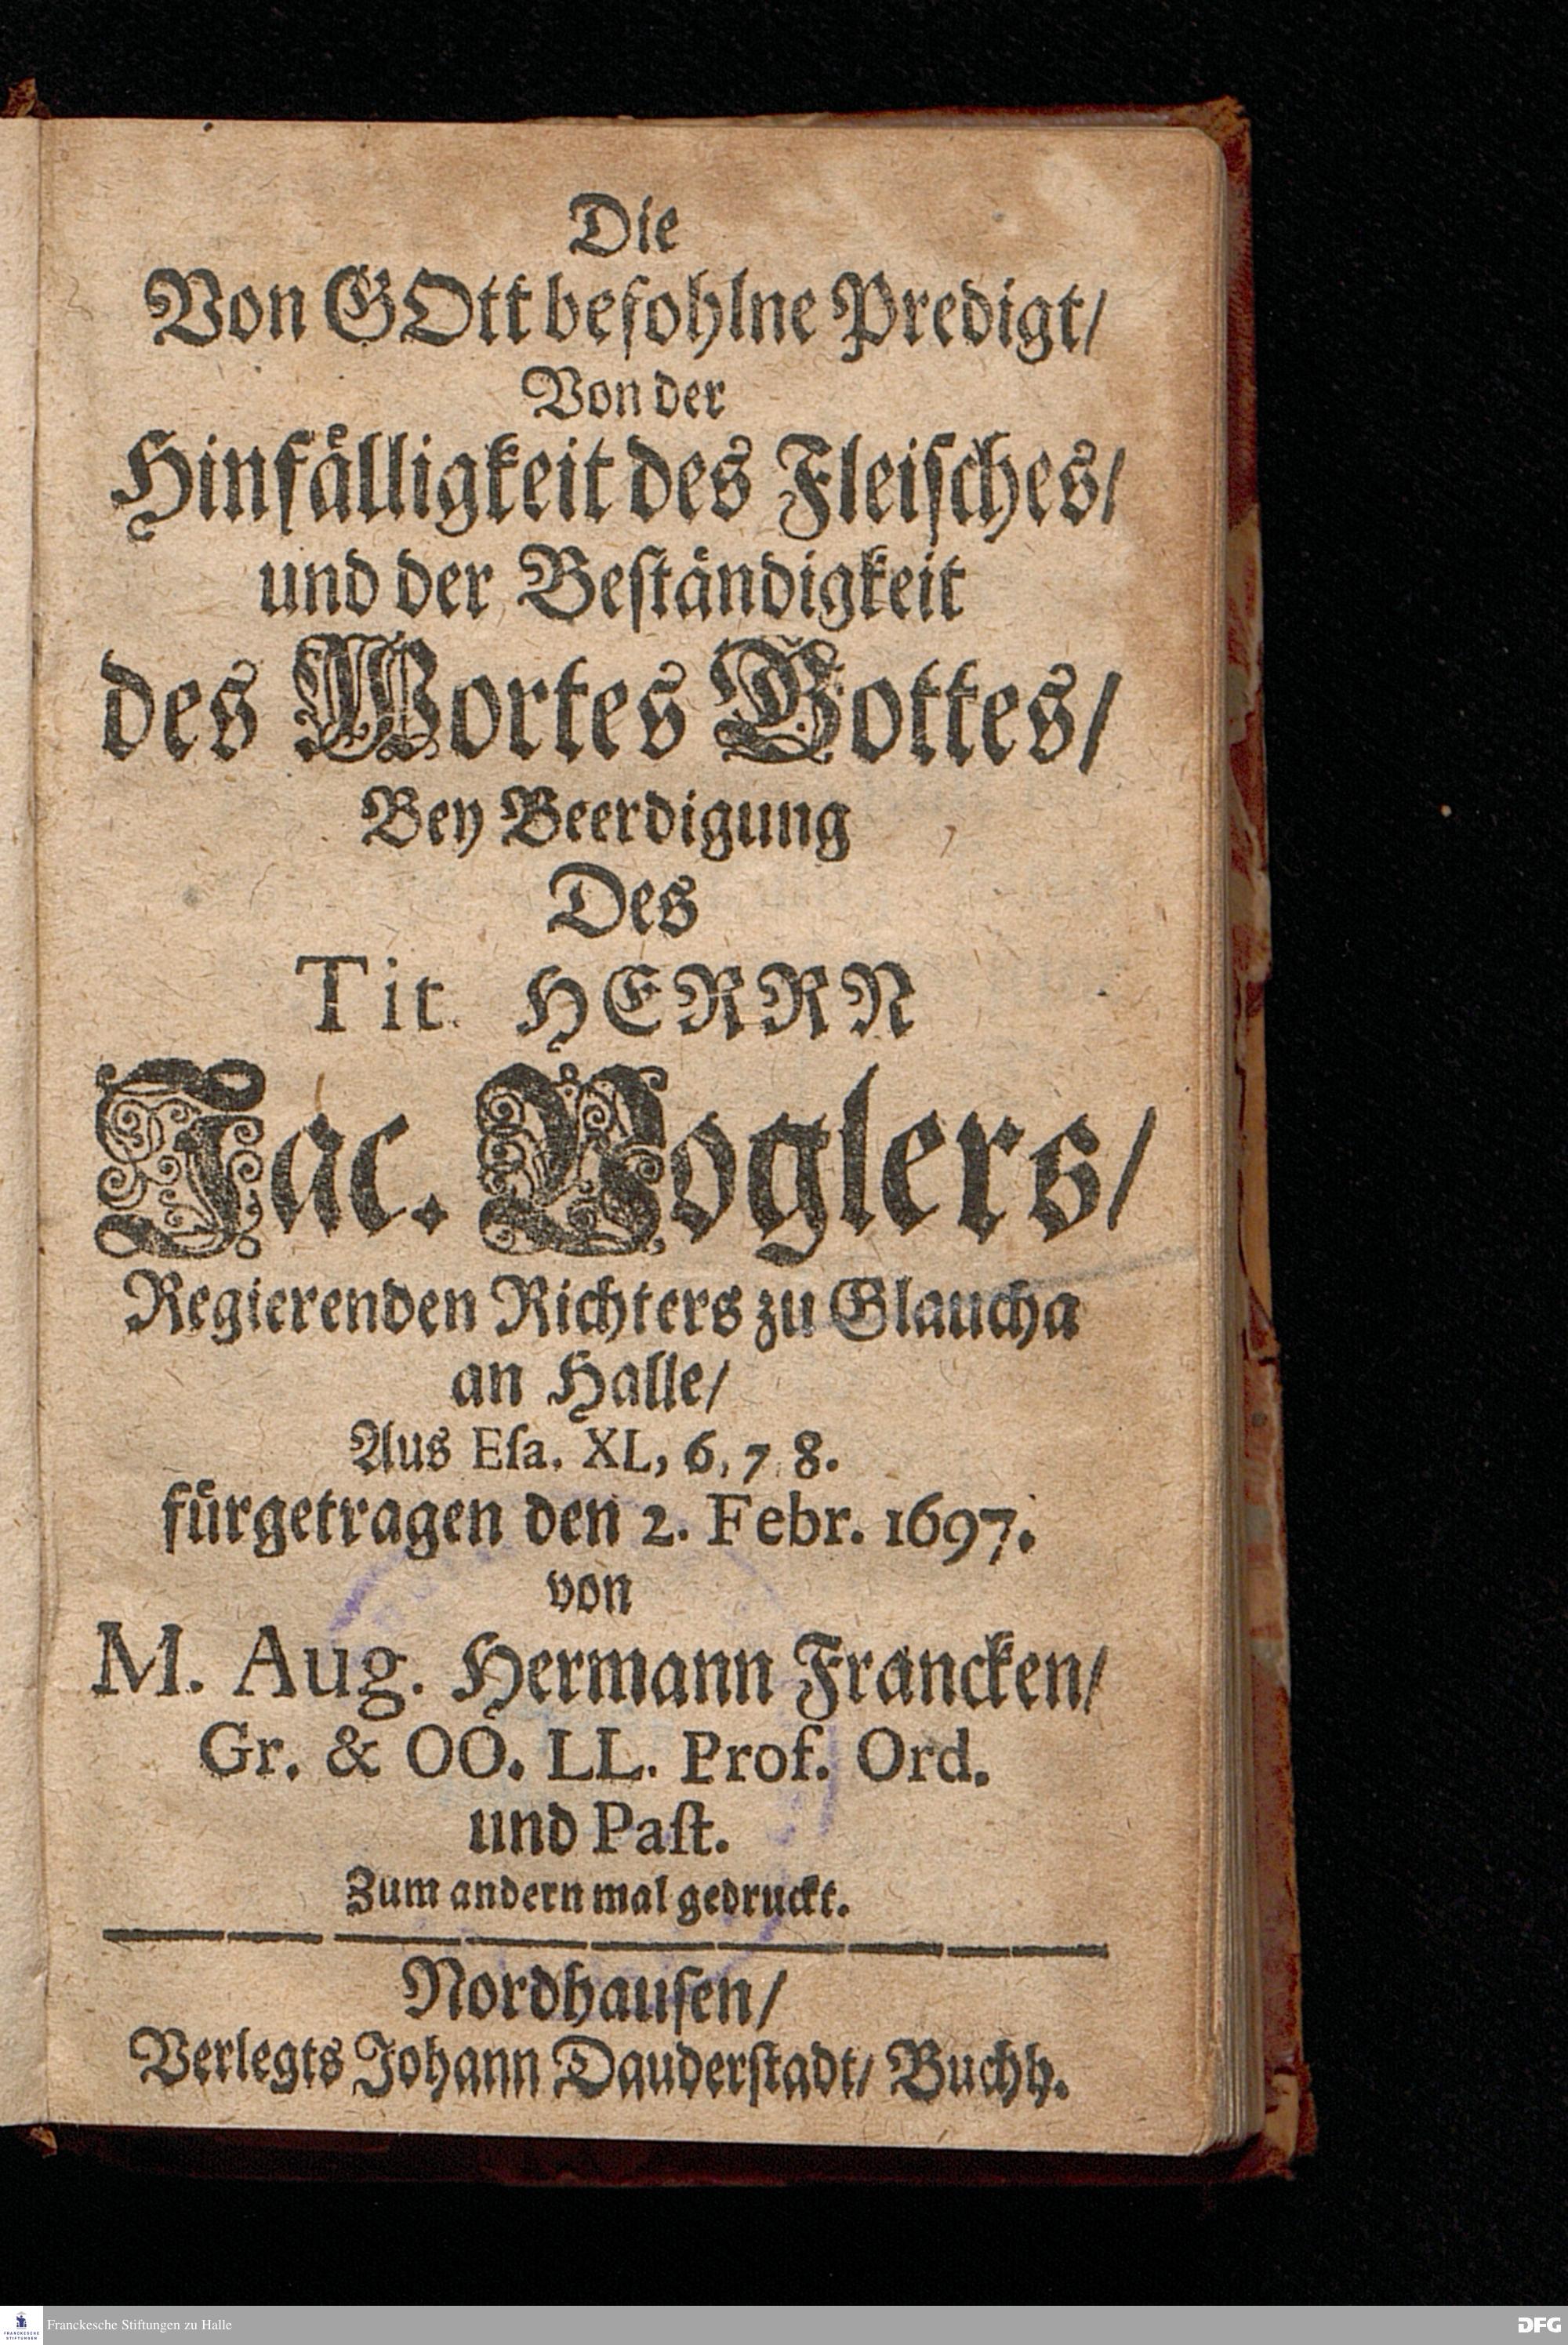 Die
Von GOtt befohlne Predigt/
Von der
Hinfälligkeit des Fleiſches/
und der Beſtändigkeit
des Wortes Gottes/
Bey Beerdigung
Des
Tit. HERRN
Jac. Voglers/
Regierenden Richters zu Glaucha
an Halle/
Aus Eſa. XL, 6, 7. 8.
fürgetragen den 2. Febr. 1697.
von
M. Aug. Hermann Francken/
Gr. & OO. LL. Prof. Ord.
und Paſt.
Zum andern mal gedruckt.
Nordhauſen/
Verlegts Johann Dauderſtadt/ Buchh.
FRANCKESCHE STIFTUNGEN
Franckesche Stiftungen zu Halle
DFG